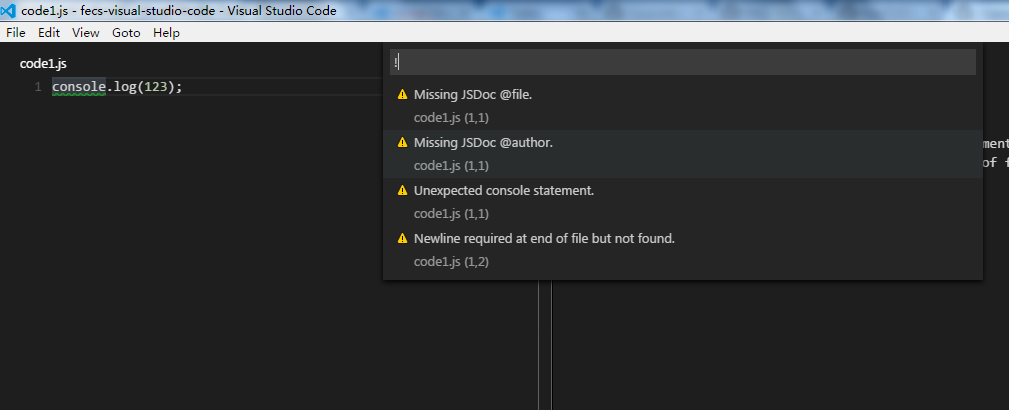 code1.js - fecs-visual-studio-code - Visual Studio Code
File Edit View Goto Help
code1.js
1 console.log(123);
!
Missing JSDoc @file.
code1.js (1,1)
Missing JSDoc @author.
code1.js (1,1)
Unexpected console statement.
code1.js (1,1)
Newline required at end of file but not found.
code1.js (1,2)
of